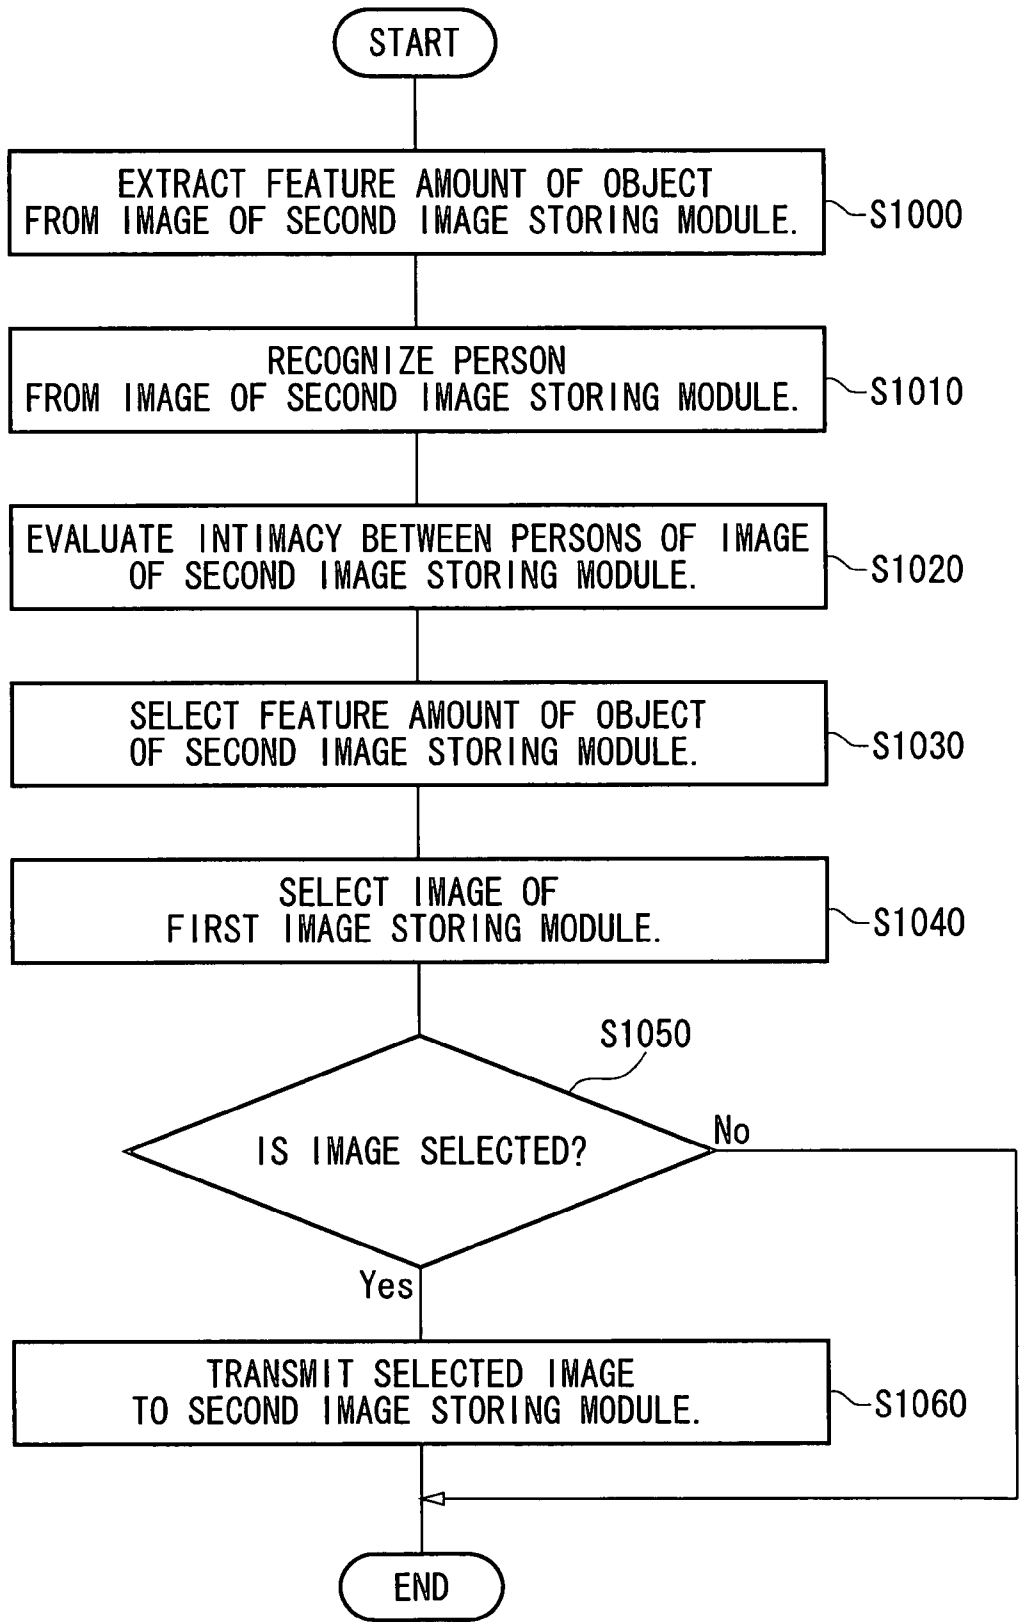 START
EXTRACT FEATURE AMOUNT OF OBJECT
FROM IMAGE OF SECOND IMAGE STORING MODULE.
S1000
RECOGNIZE PERSON
FROM IMAGE OF SECOND IMAGE STORING MODULE.
S1010
EVALUATE INTIMACY BETWEEN PERSONS OF IMAGE
OF SECOND IMAGE STORING MODULE.
S1020
SELECT FEATURE AMOUNT OF OBJECT
OF SECOND IMAGE STORING MODULE.
S1030
SELECT IMAGE OF
FIRST IMAGE STORING MODULE.
S1040
S1050
IS IMAGE SELECTED?
No
Yes
TRANSMIT SELECTED IMAGE
TO SECOND IMAGE STORING MODULE.
S1060
END